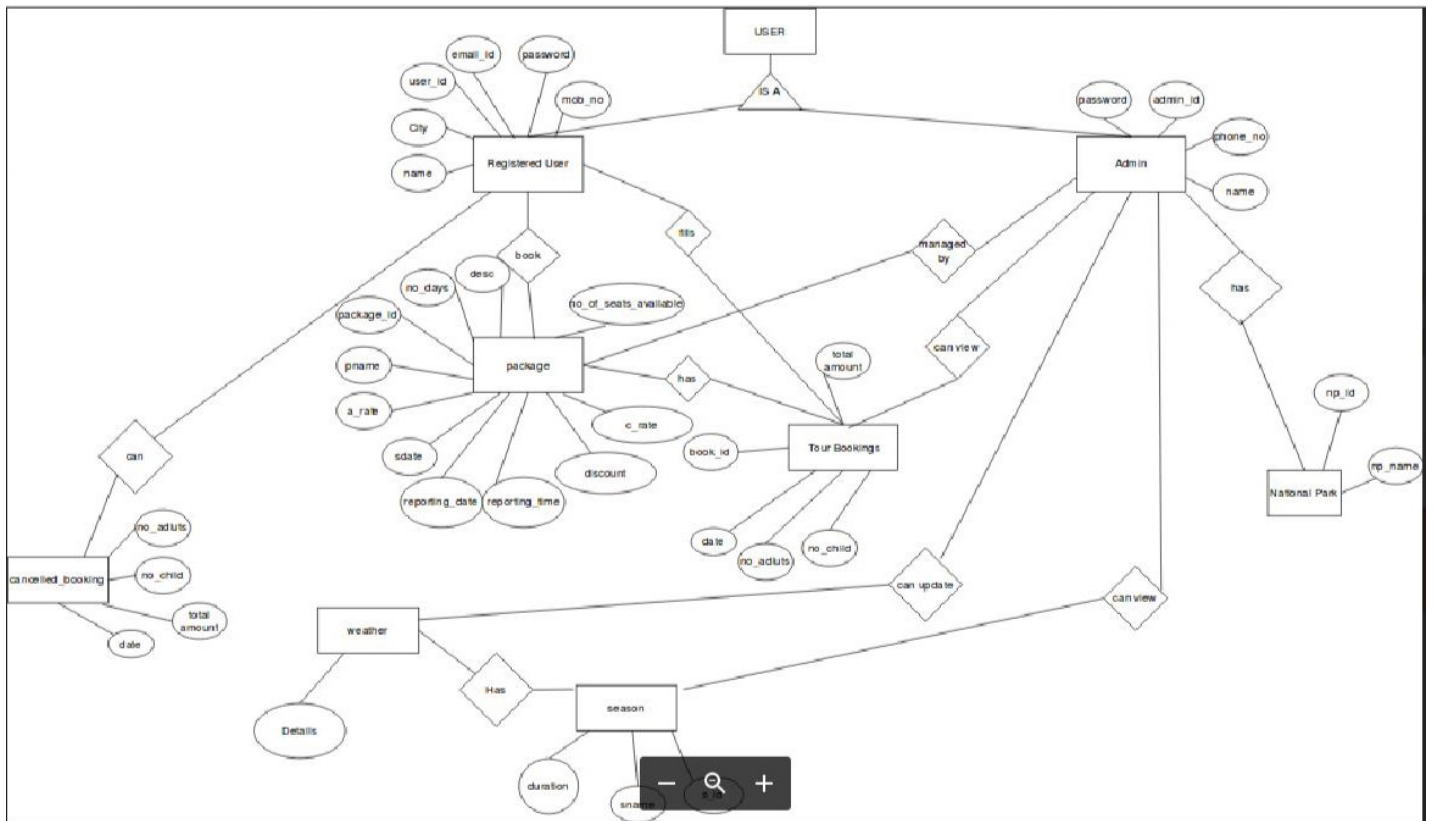 USER
IS A
email_id
password
user_id
mob_no
City
name
Registered User
password
admin_id
phone_no
Admin
name
fills
managed
by
book
has
desc
no_days
no_of_seats_available
package_id
can view
total
amount
pname
package
has
a_rate
c_rate
np_id
sdate
discount
book_id
Tour Bookings
can
reporting_date
reporting_time
np_name
National Park
no_adluts
date
no_adluts
no_child
cancelled_booking
no_child
can update
can view
total
amount
date
weather
Has
season
Details
duration
sname
s_id